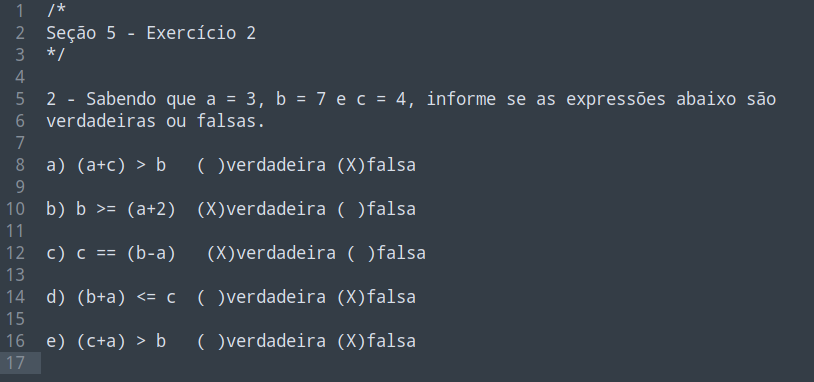 1 /*
2 Seção 5 - Exercício 2
3 */
4
5 2 - Sabendo que a = 3, b = 7 e c = 4, informe se as expressões abaixo são
6 verdadeiras ou falsas.
7
8 a) (a+c) > b ( )verdadeira (X)falsa
9
10 b) b >= (a+2) (X)verdadeira ( )falsa
11
12 c) c == (b-a) (X)verdadeira ( )falsa
13
14 d) (b+a) <= c ( )verdadeira (X)falsa
15
16 e) (c+a) > b ( )verdadeira (X)falsa
17